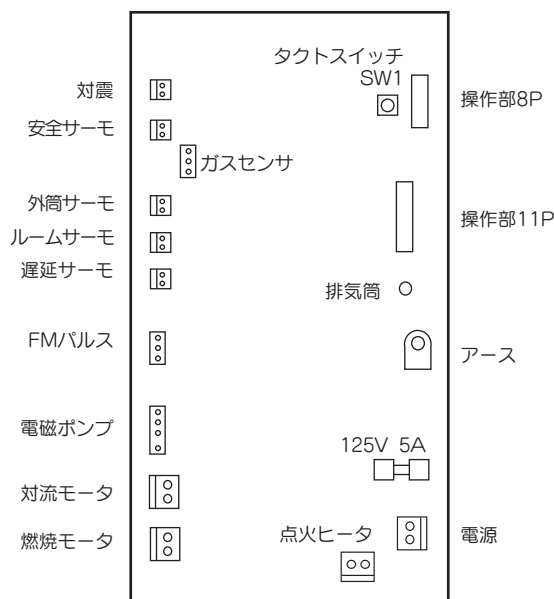 タクトスイッチ
SW1
対震
操作部8P
安全サーモ
ガスセンサ
外筒サーモ
操作部11P
ルームサーモ
遅延サーモ
排気筒
FMパルス
アース
電磁ポンプ
125V 5A
対流モータ
点火ヒータ
電源
燃焼モータ